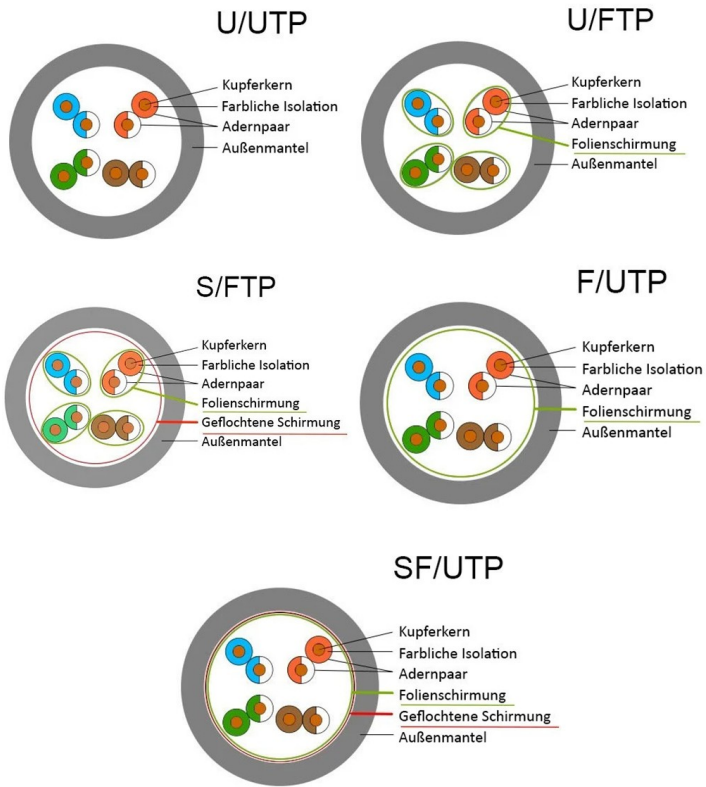 U/UTP
Kupferkern
Farbliche Isolation
Adernpaar
Außenmantel
U/FTP
Kupferkern
Farbliche Isolation
Adernpaar
Folienschirmung
Außenmantel
S/FTP
Kupferkern
Farbliche Isolation
Adernpaar
Folienschirmung
Geflochtene Schirmung
Außenmantel
F/UTP
Kupferkern
Farbliche Isolation
Adernpaar
Folienschirmung
Außenmantel
SF/UTP
Kupferkern
Farbliche Isolation
Adernpaar
Folienschirmung
Geflochtene Schirmung
Außenmantel